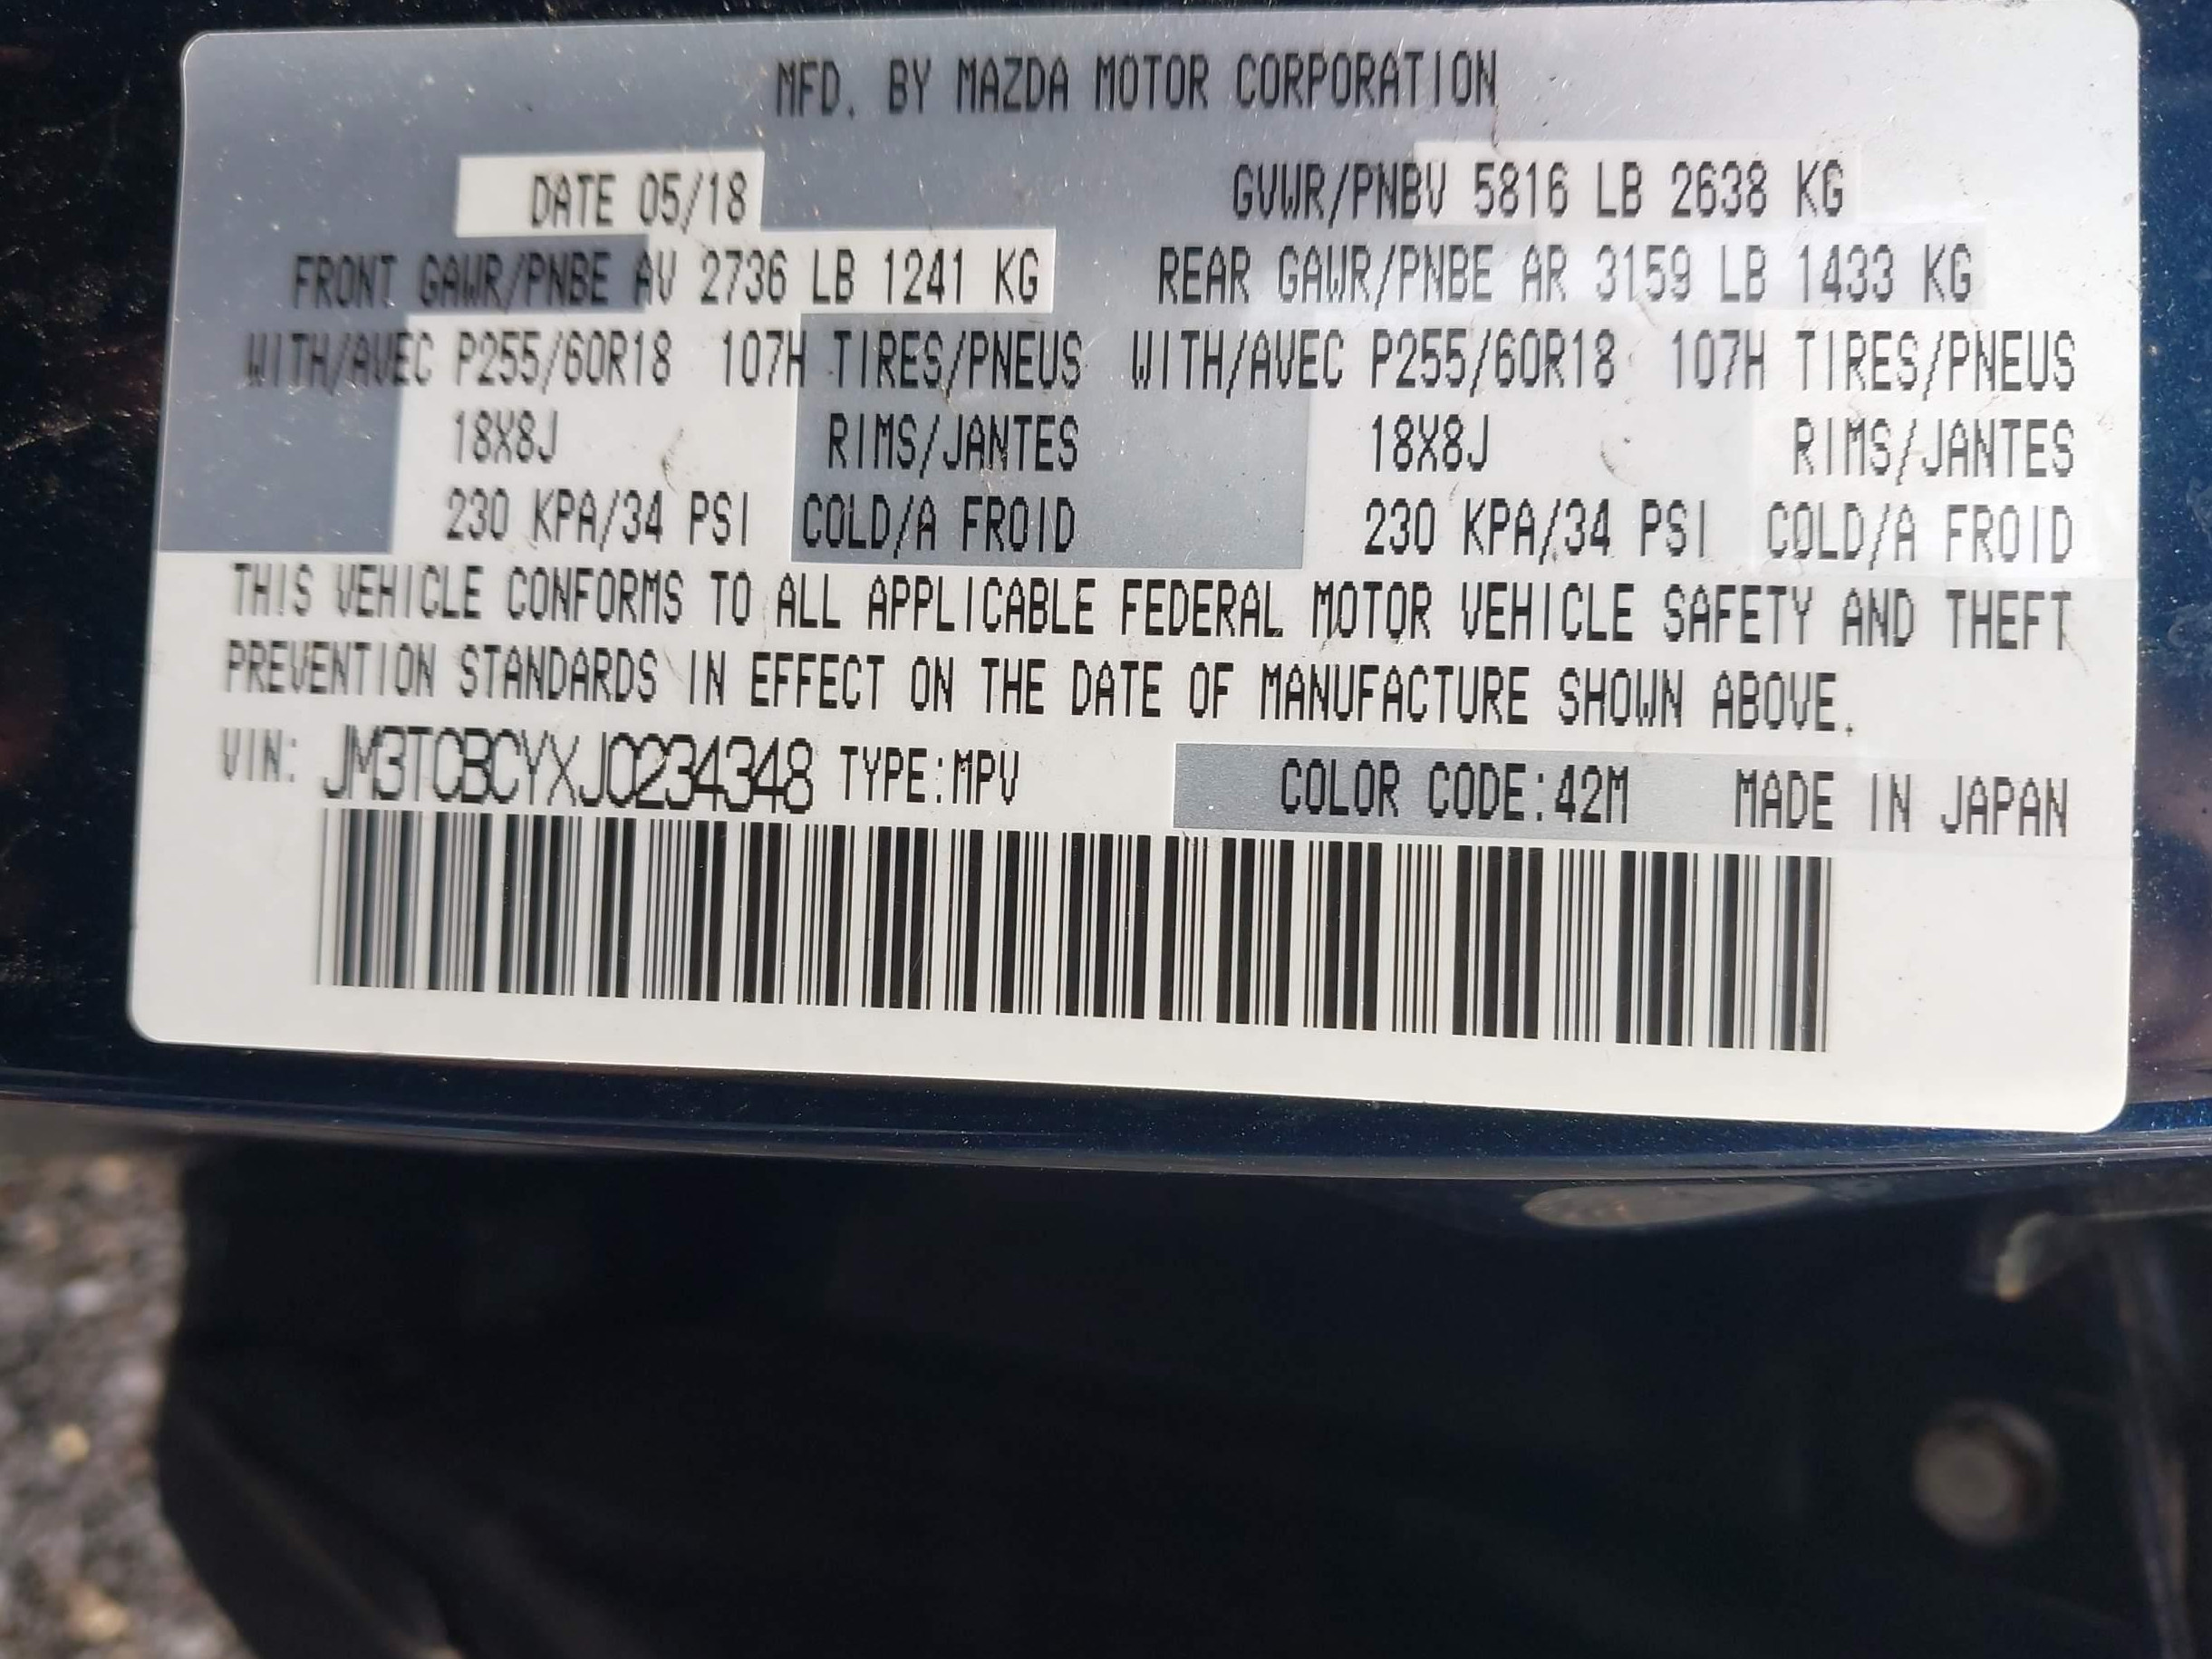 MFD. BY MAZDA MOTOR CORPORATION
DATE 05/18 GVWR/PNBV 5816 LB 2638 KG
FRONT GAWR/PNBE AV 2736 LB 1241 KG REAR GAWR/PNBE AR 3159 LB 1433 KG
WITH/AVEC P255/60R18 107H TIRES/PNEUS WITH/AVEC P255/60R18 107H TIRES/PNEUS
18X8J RIMS/JANTES 18X8J RIMS/JANTES
230 KPA/34 PSI COLD/A FROID 230 KPA/34 PSI COLD/A FROID
THIS VEHICLE CONFORMS TO ALL APPLICABLE FEDERAL MOTOR VEHICLE SAFETY AND THEFT
PREVENTION STANDARDS IN EFFECT ON THE DATE OF MANUFACTURE SHOWN ABOVE.
VIN: JM3TCBCYXJ0234348 TYPE:MPV COLOR CODE:42M MADE IN JAPAN